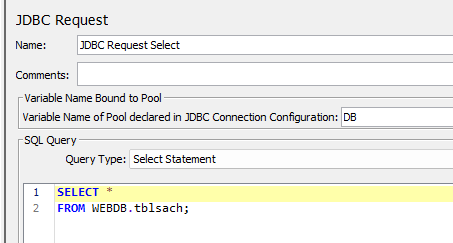 JDBC Request
Name: JDBC Request Select
Comments:
Variable Name Bound to Pool
Variable Name of Pool declared in JDBC Connection Configuration: DB
SQL Query
Query Type: Select Statement
1 SELECT *
2 FROM WEBDB.tblsach;